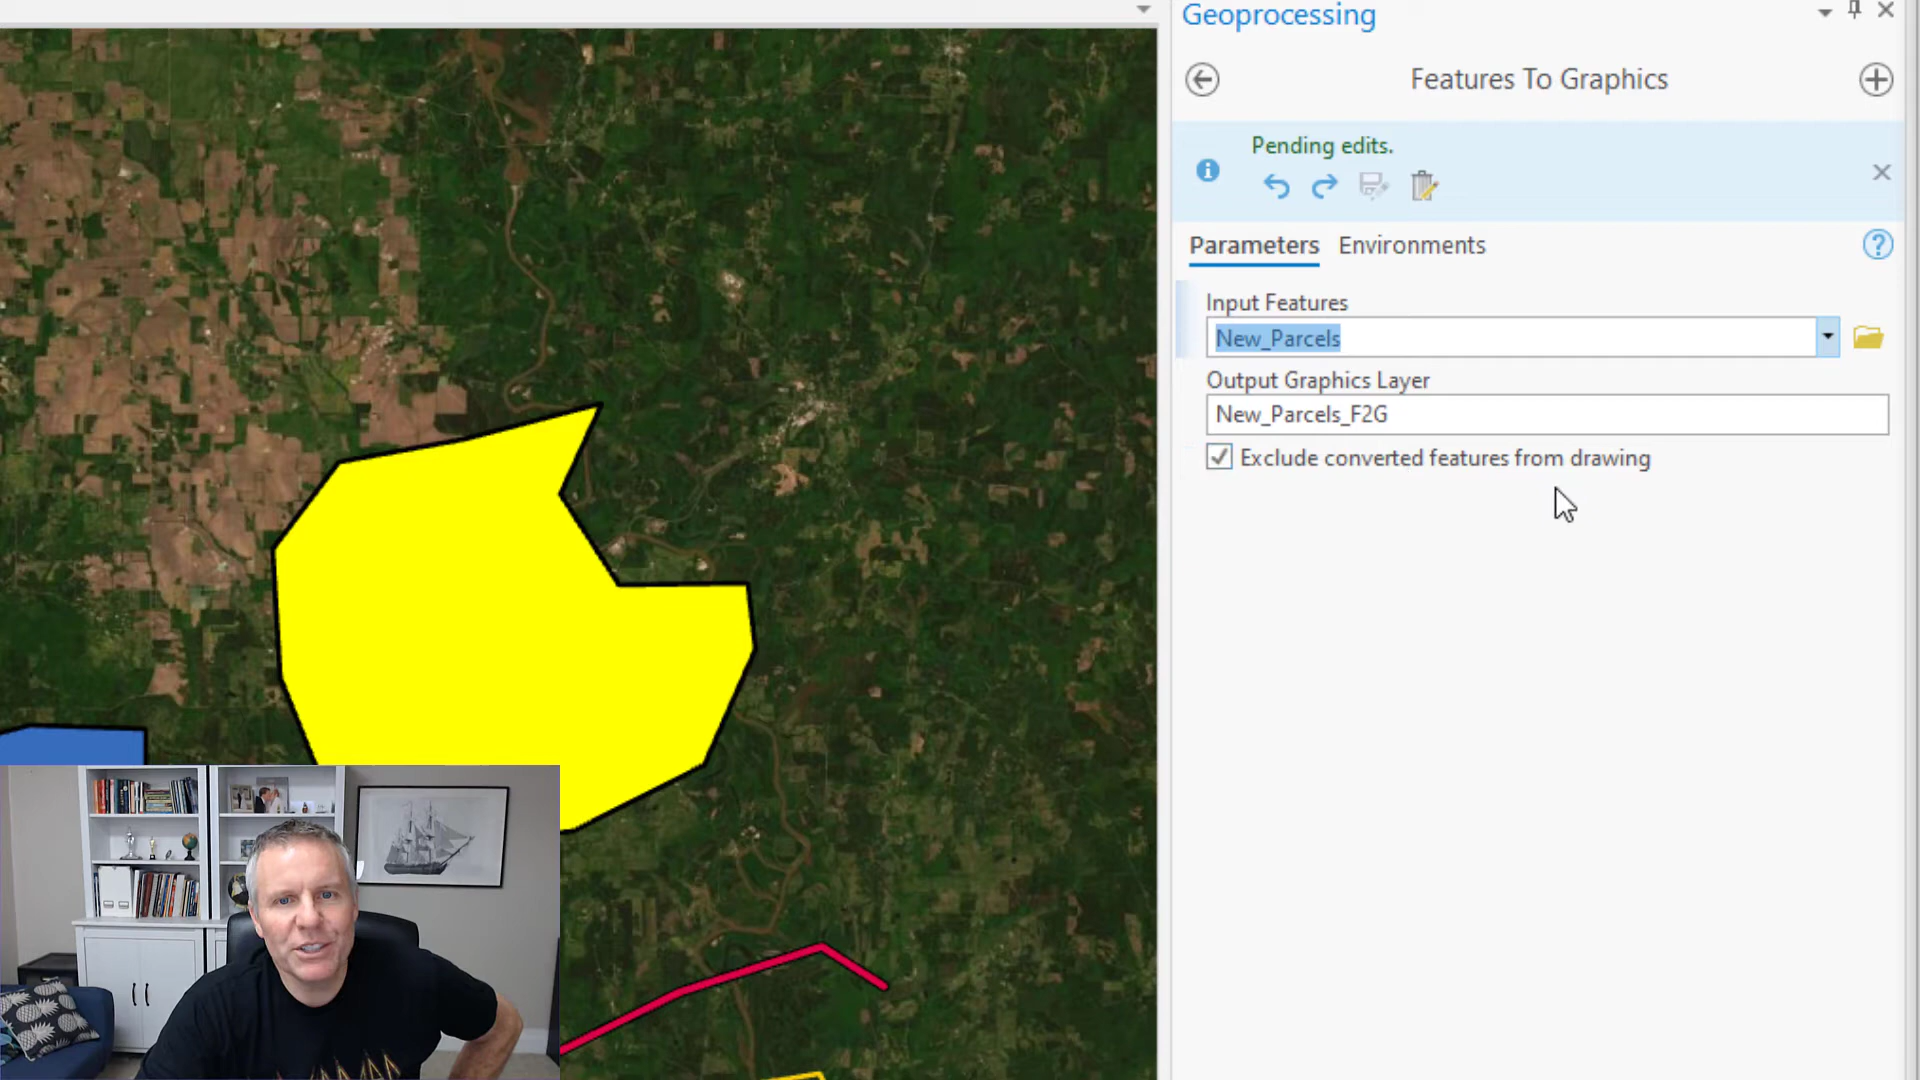 Geoprocessing
Features To Graphics
Pending edits.
Parameters Environments
Input Features
New_Parcels
Output Graphics Layer
New_Parcels_F2G
Exclude converted features from drawing